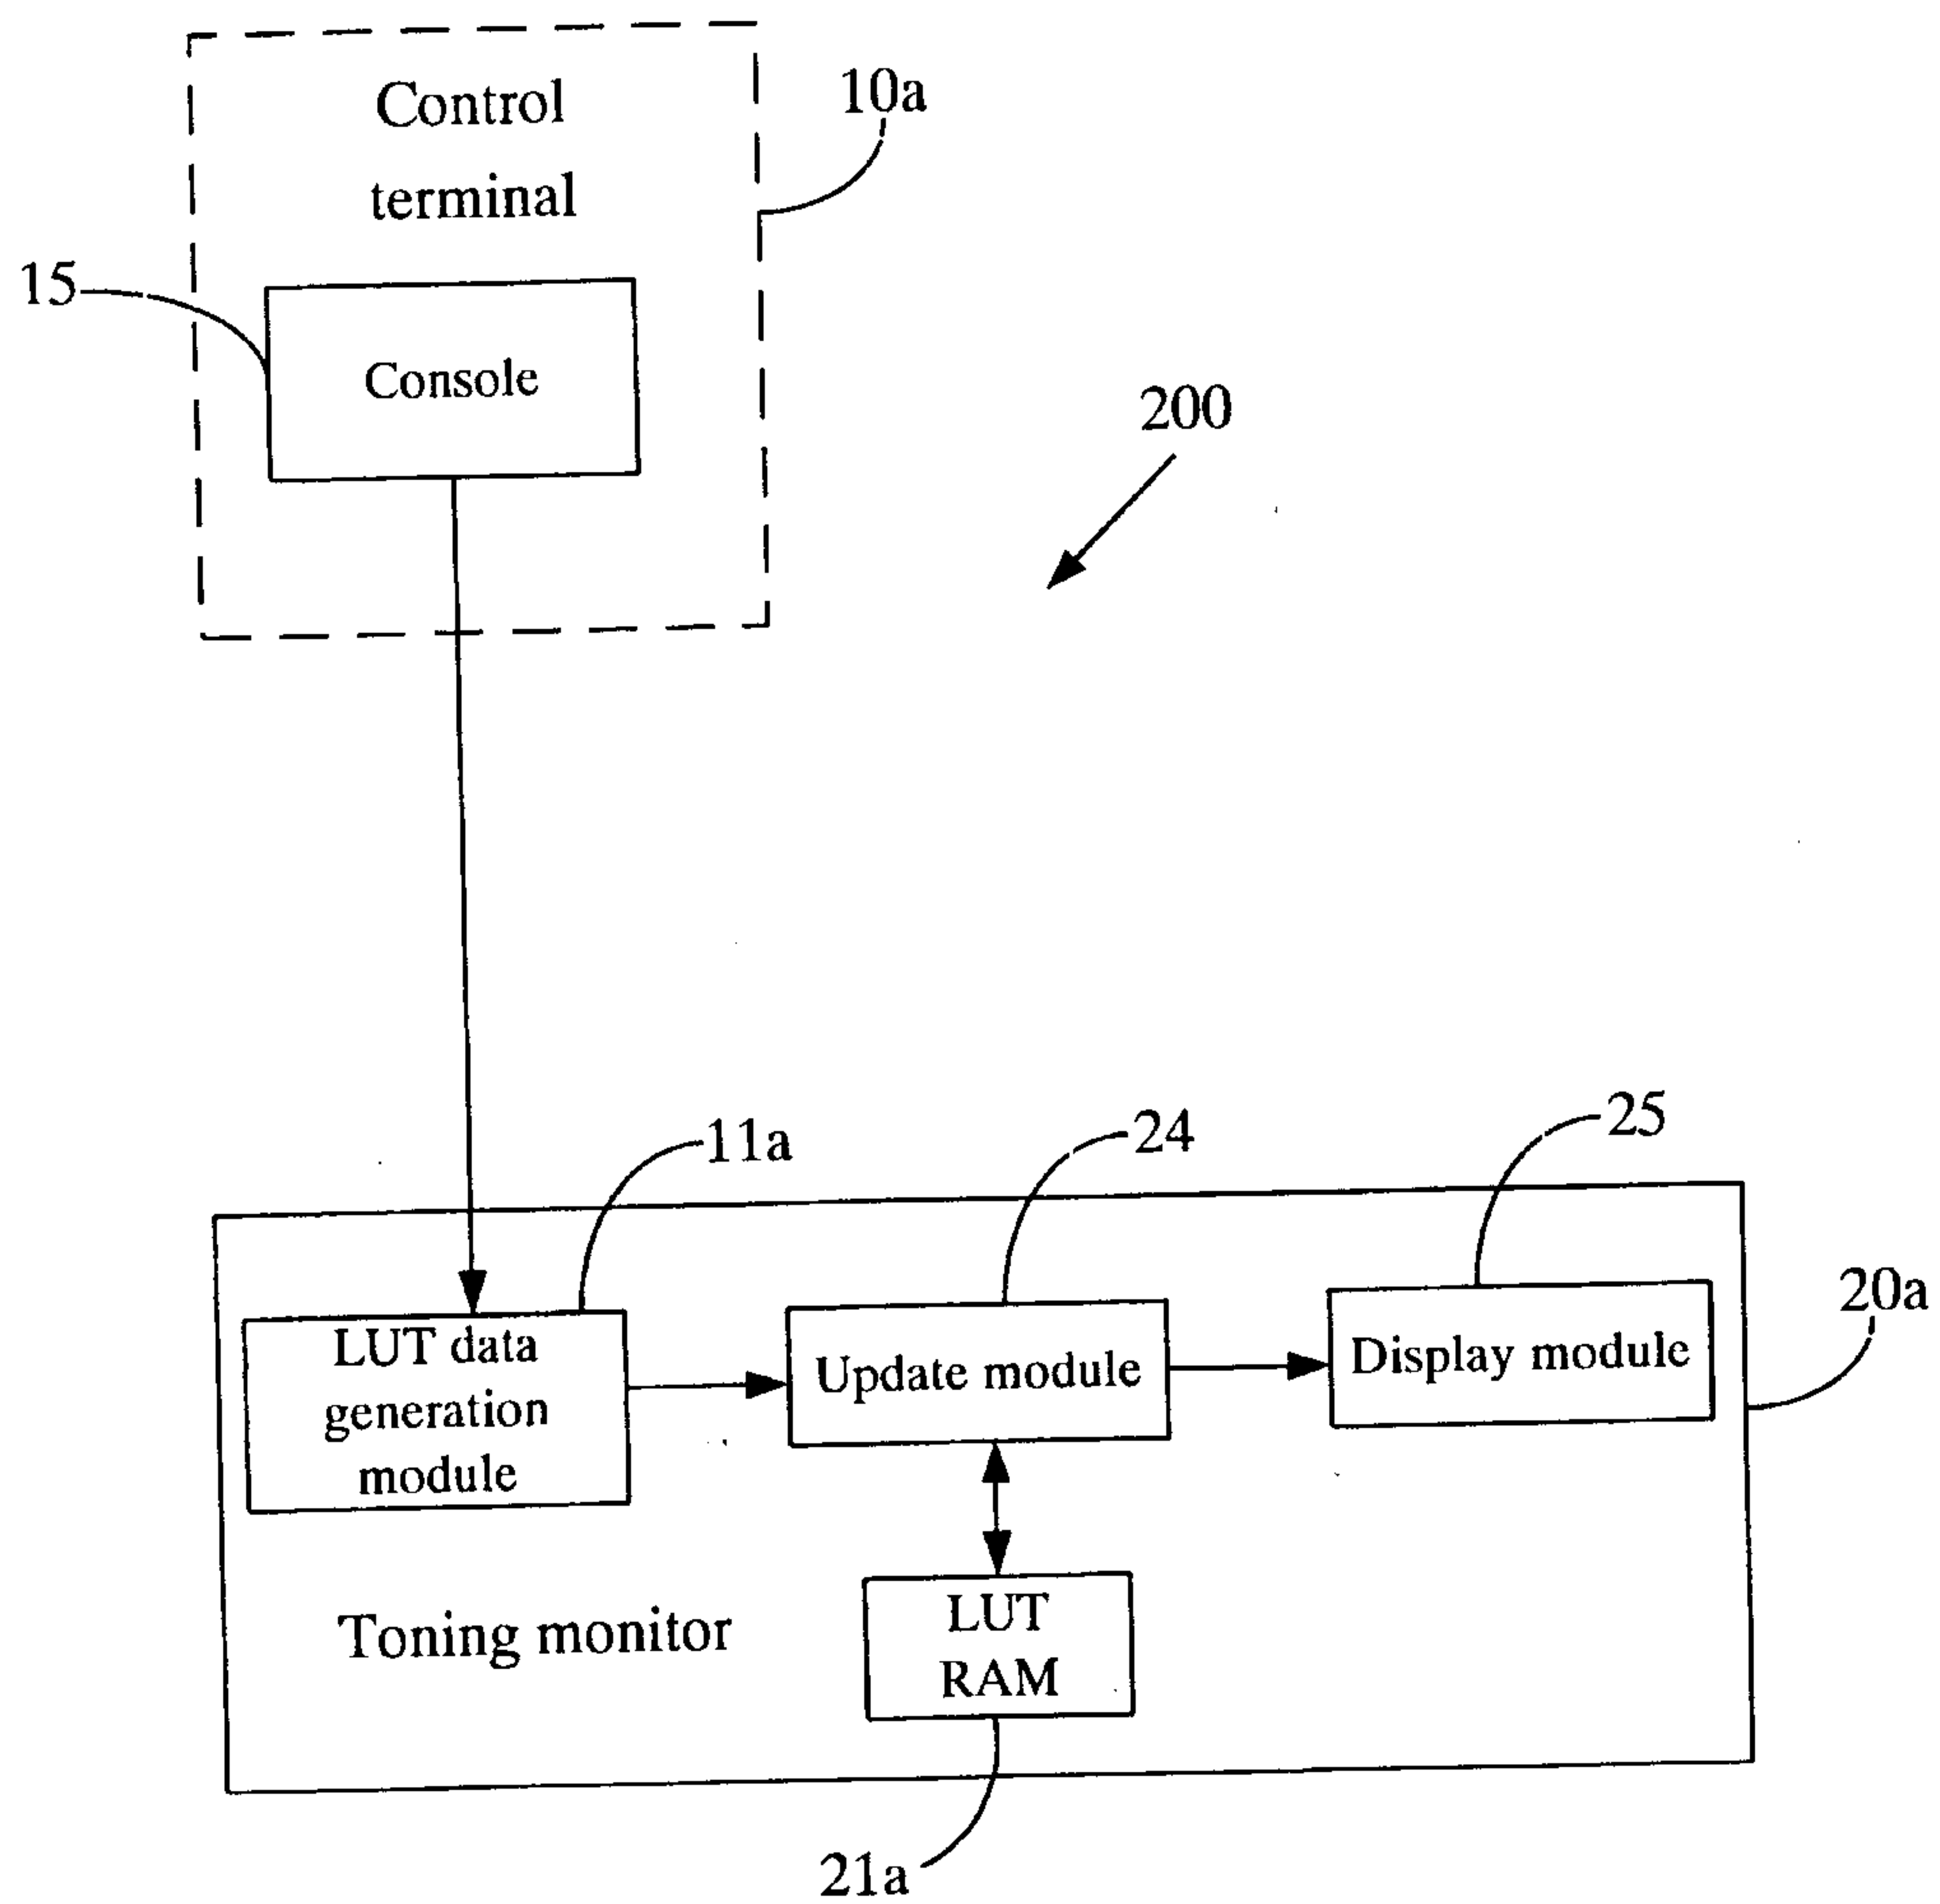 Control
terminal
10a
15
Console
200
11a
24
25
20a
LUT data
generation
module
Update module
Display module
Toning monitor
LUT
RAM
21a